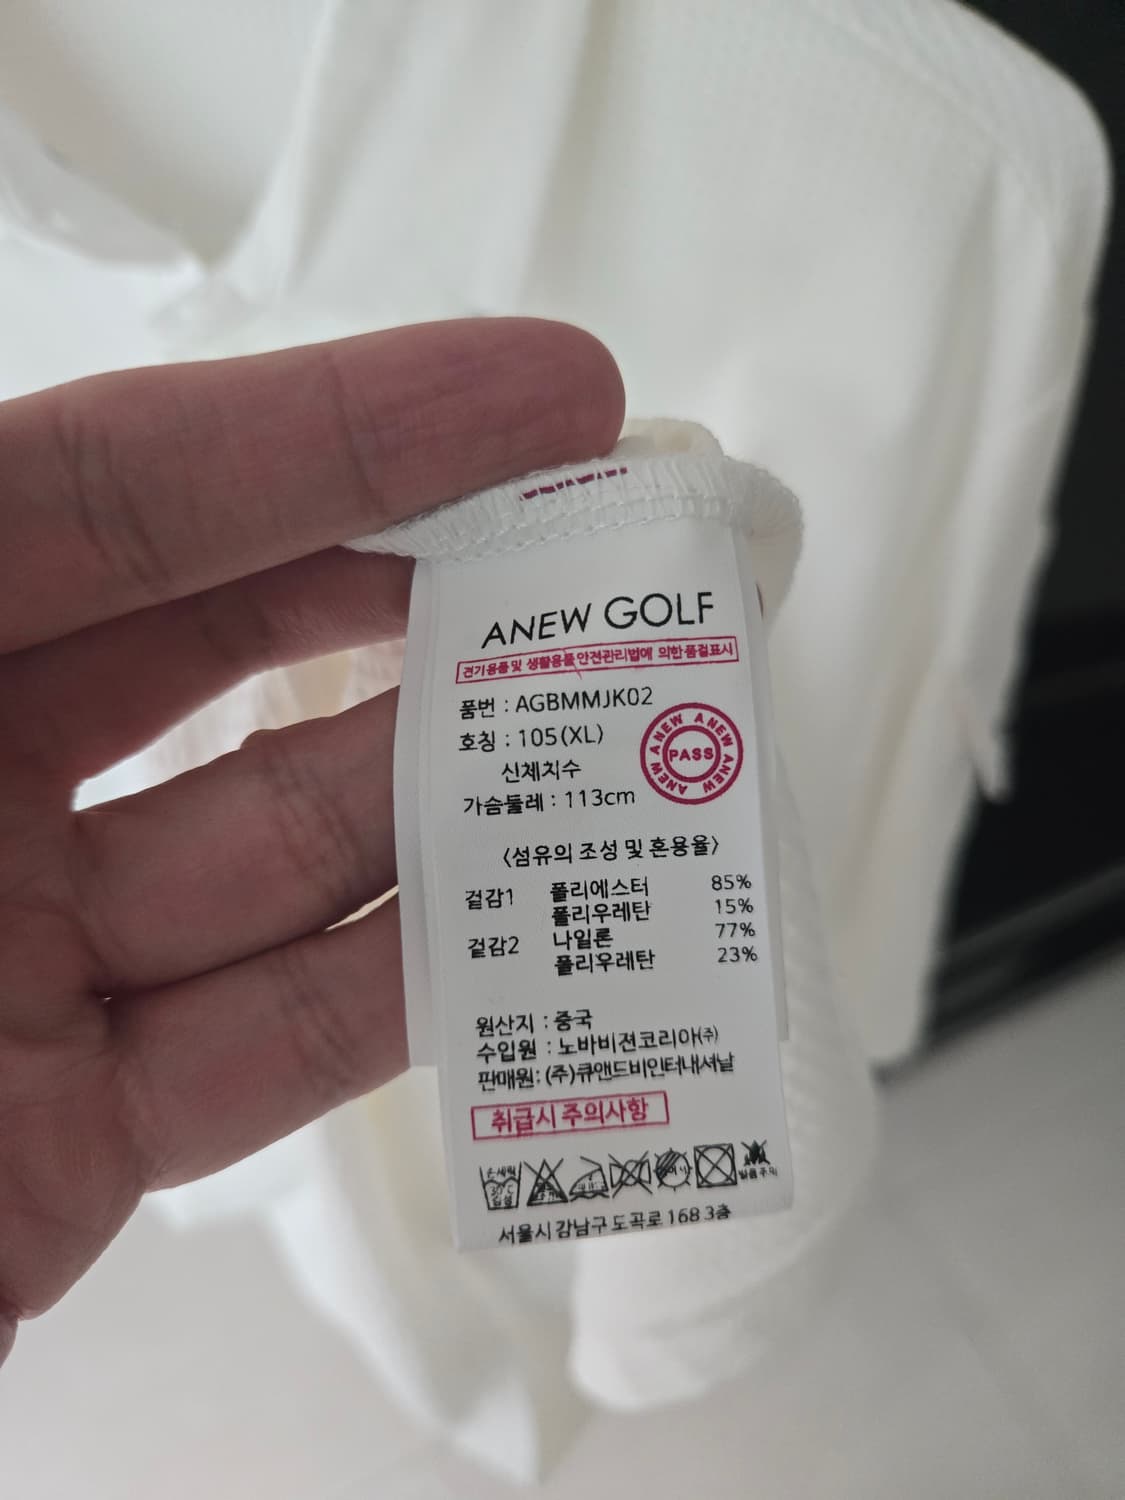 ANEW GOLF
전기용품 및 생활용품 안전관리법에 의한 품질표시
품번 : AGBMMJK02
호칭 : 105(XL)
신체치수
가슴둘레 : 113cm
ANEW ANEW ANEW ANEW
PASS
<섬유의 조성 및 혼용율>
겉감1 폴리에스터 85%
폴리우레탄 15%
겉감2 나일론 77%
폴리우레탄 23%
원산지 : 중국
수입원 : 노바비젼코리아(주)
판매원: (주)큐앤드비인터내셔날
취급시 주의사항
손세탁
30℃
중성
서울시 강남구 도곡로 168 3층